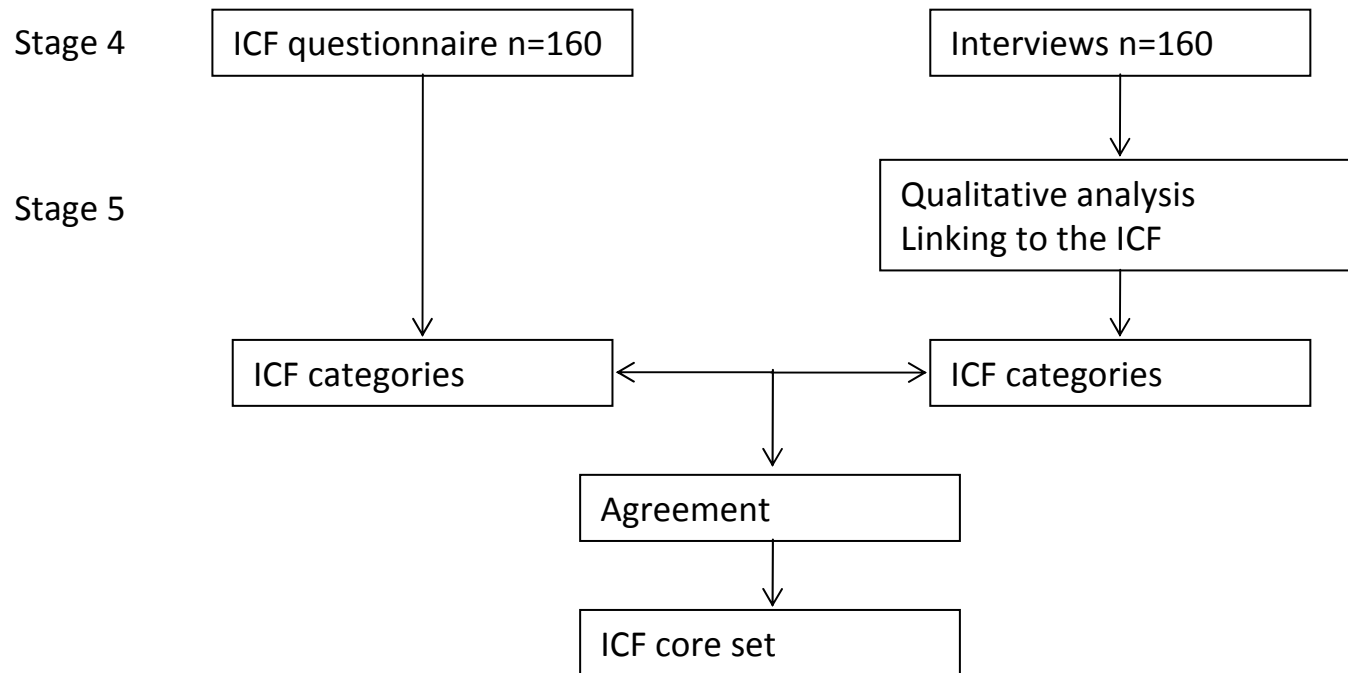 Stage 4
ICF questionnaire n=160
Interviews n=160
Stage 5
Qualitative analysis
Linking to the ICF
ICF categories
ICF categories
Agreement
ICF core set